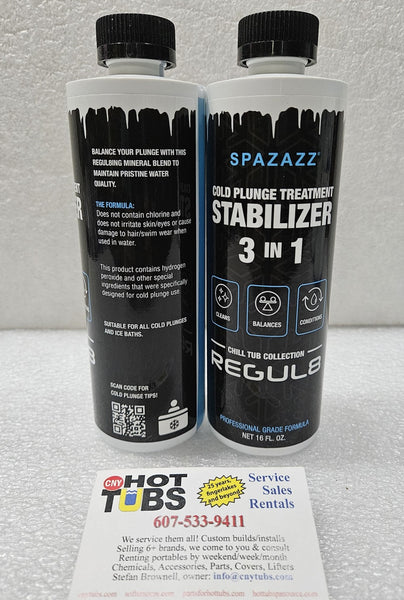 BALANCE YOUR PLUNGE WITH THIS
REGUL8ING MINERAL BLEND TO
MAINTAIN PRISTINE WATER
QUALITY.
THE FORMULA:
Does not contain chlorine and
does not irritate skin/eyes or cause
damage to hair/swim wear when
used in water.
This product contains hydrogen
peroxide and other special
ingredients that were specifically
designed for cold plunge use.
SUITABLE FOR ALL COLD PLUNGES
AND ICE BATHS.
SCAN CODE FOR
COLD PLUNGE TIPS!
SPAZAZZ
COLD PLUNGE TREATMENT
STABILIZER
3 IN 1
CLEANS
BALANCES
CONDITIONS
CHILL TUB COLLECTION
REGUL8
PROFESSIONAL GRADE FORMULA
NET 16 FL. OZ.
CNY HOT
TUBS
25 years,
fingerlakes
and beyond!
Service
Sales
Rentals
607-533-9411
We service them all! Custom builds/installs
Selling 6+ brands, we come to you & consult
Renting portables by weekend/week/month
Chemicals, Accessories, Parts, Covers, Lifters
Stefan Brownell, owner: info@cnytubs.com
cnytubs.com
partsforhottubs.com